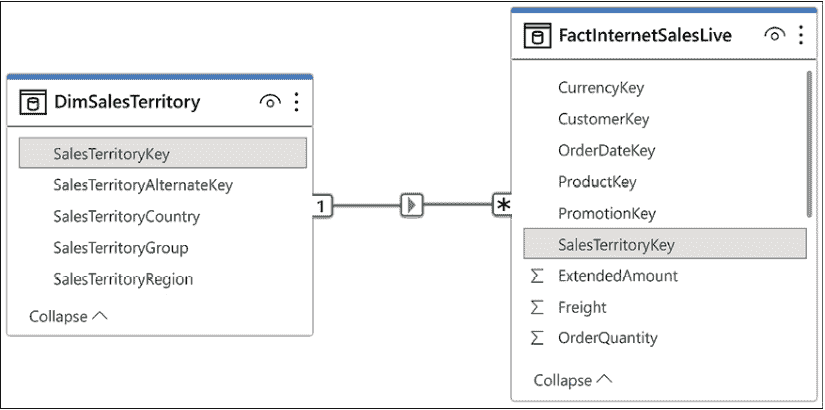 DimSalesTerritory
SalesTerritoryKey
SalesTerritoryAlternateKey
SalesTerritoryCountry
SalesTerritoryGroup
SalesTerritoryRegion
Collapse
1
*
FactInternetSalesLive
CurrencyKey
CustomerKey
OrderDateKey
ProductKey
PromotionKey
SalesTerritoryKey
Σ ExtendedAmount
Σ Freight
Σ OrderQuantity
Collapse